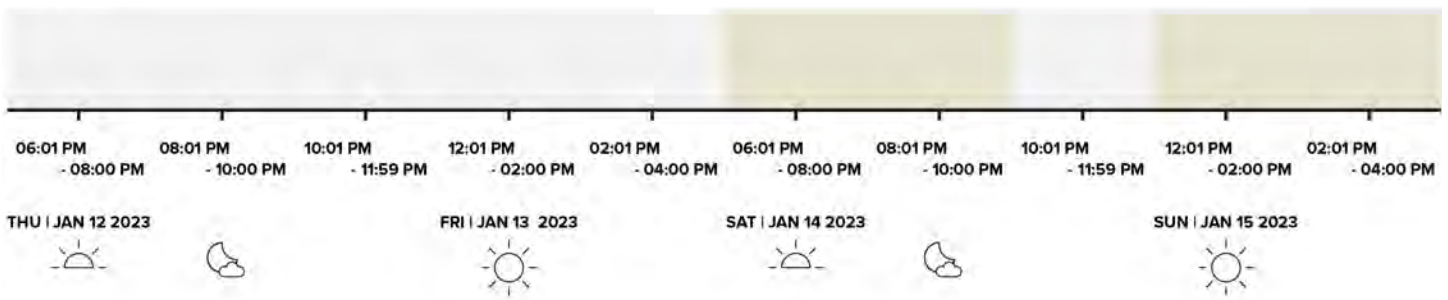 06:01 PM 08:01 PM 10:01 PM 12:01 PM 02:01 PM 06:01 PM 08:01 PM 10:01 PM 12:01 PM 02:01 PM
- 08:00 PM - 10:00 PM - 11:59 PM - 02:00 PM - 04:00 PM - 08:00 PM - 10:00 PM - 11:59 PM - 02:00 PM - 04:00 PM
THU | JAN 12 2023 FRI | JAN 13 2023 SAT | JAN 14 2023 SUN | JAN 15 2023